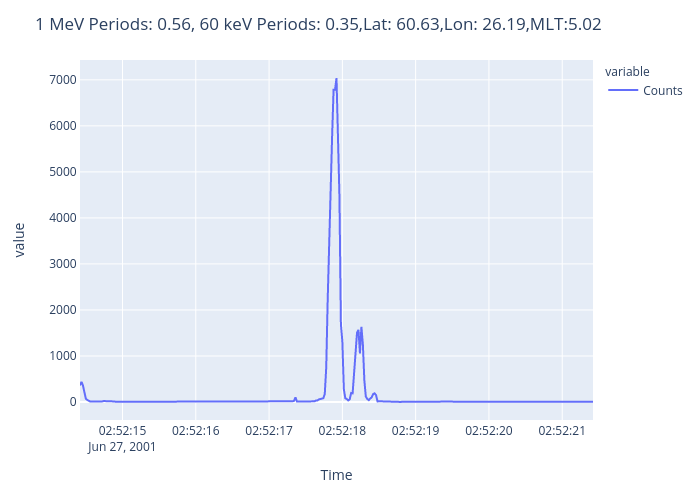 1 MeV Periods: 0.56, 60 keV Periods: 0.35,Lat: 60.63,Lon: 26.19,MLT:5.02
variable
Counts
7000
6000
5000
4000
3000
2000
1000
0
value
02:52:15 02:52:16 02:52:17 02:52:18 02:52:19 02:52:20 02:52:21
Jun 27, 2001
Time